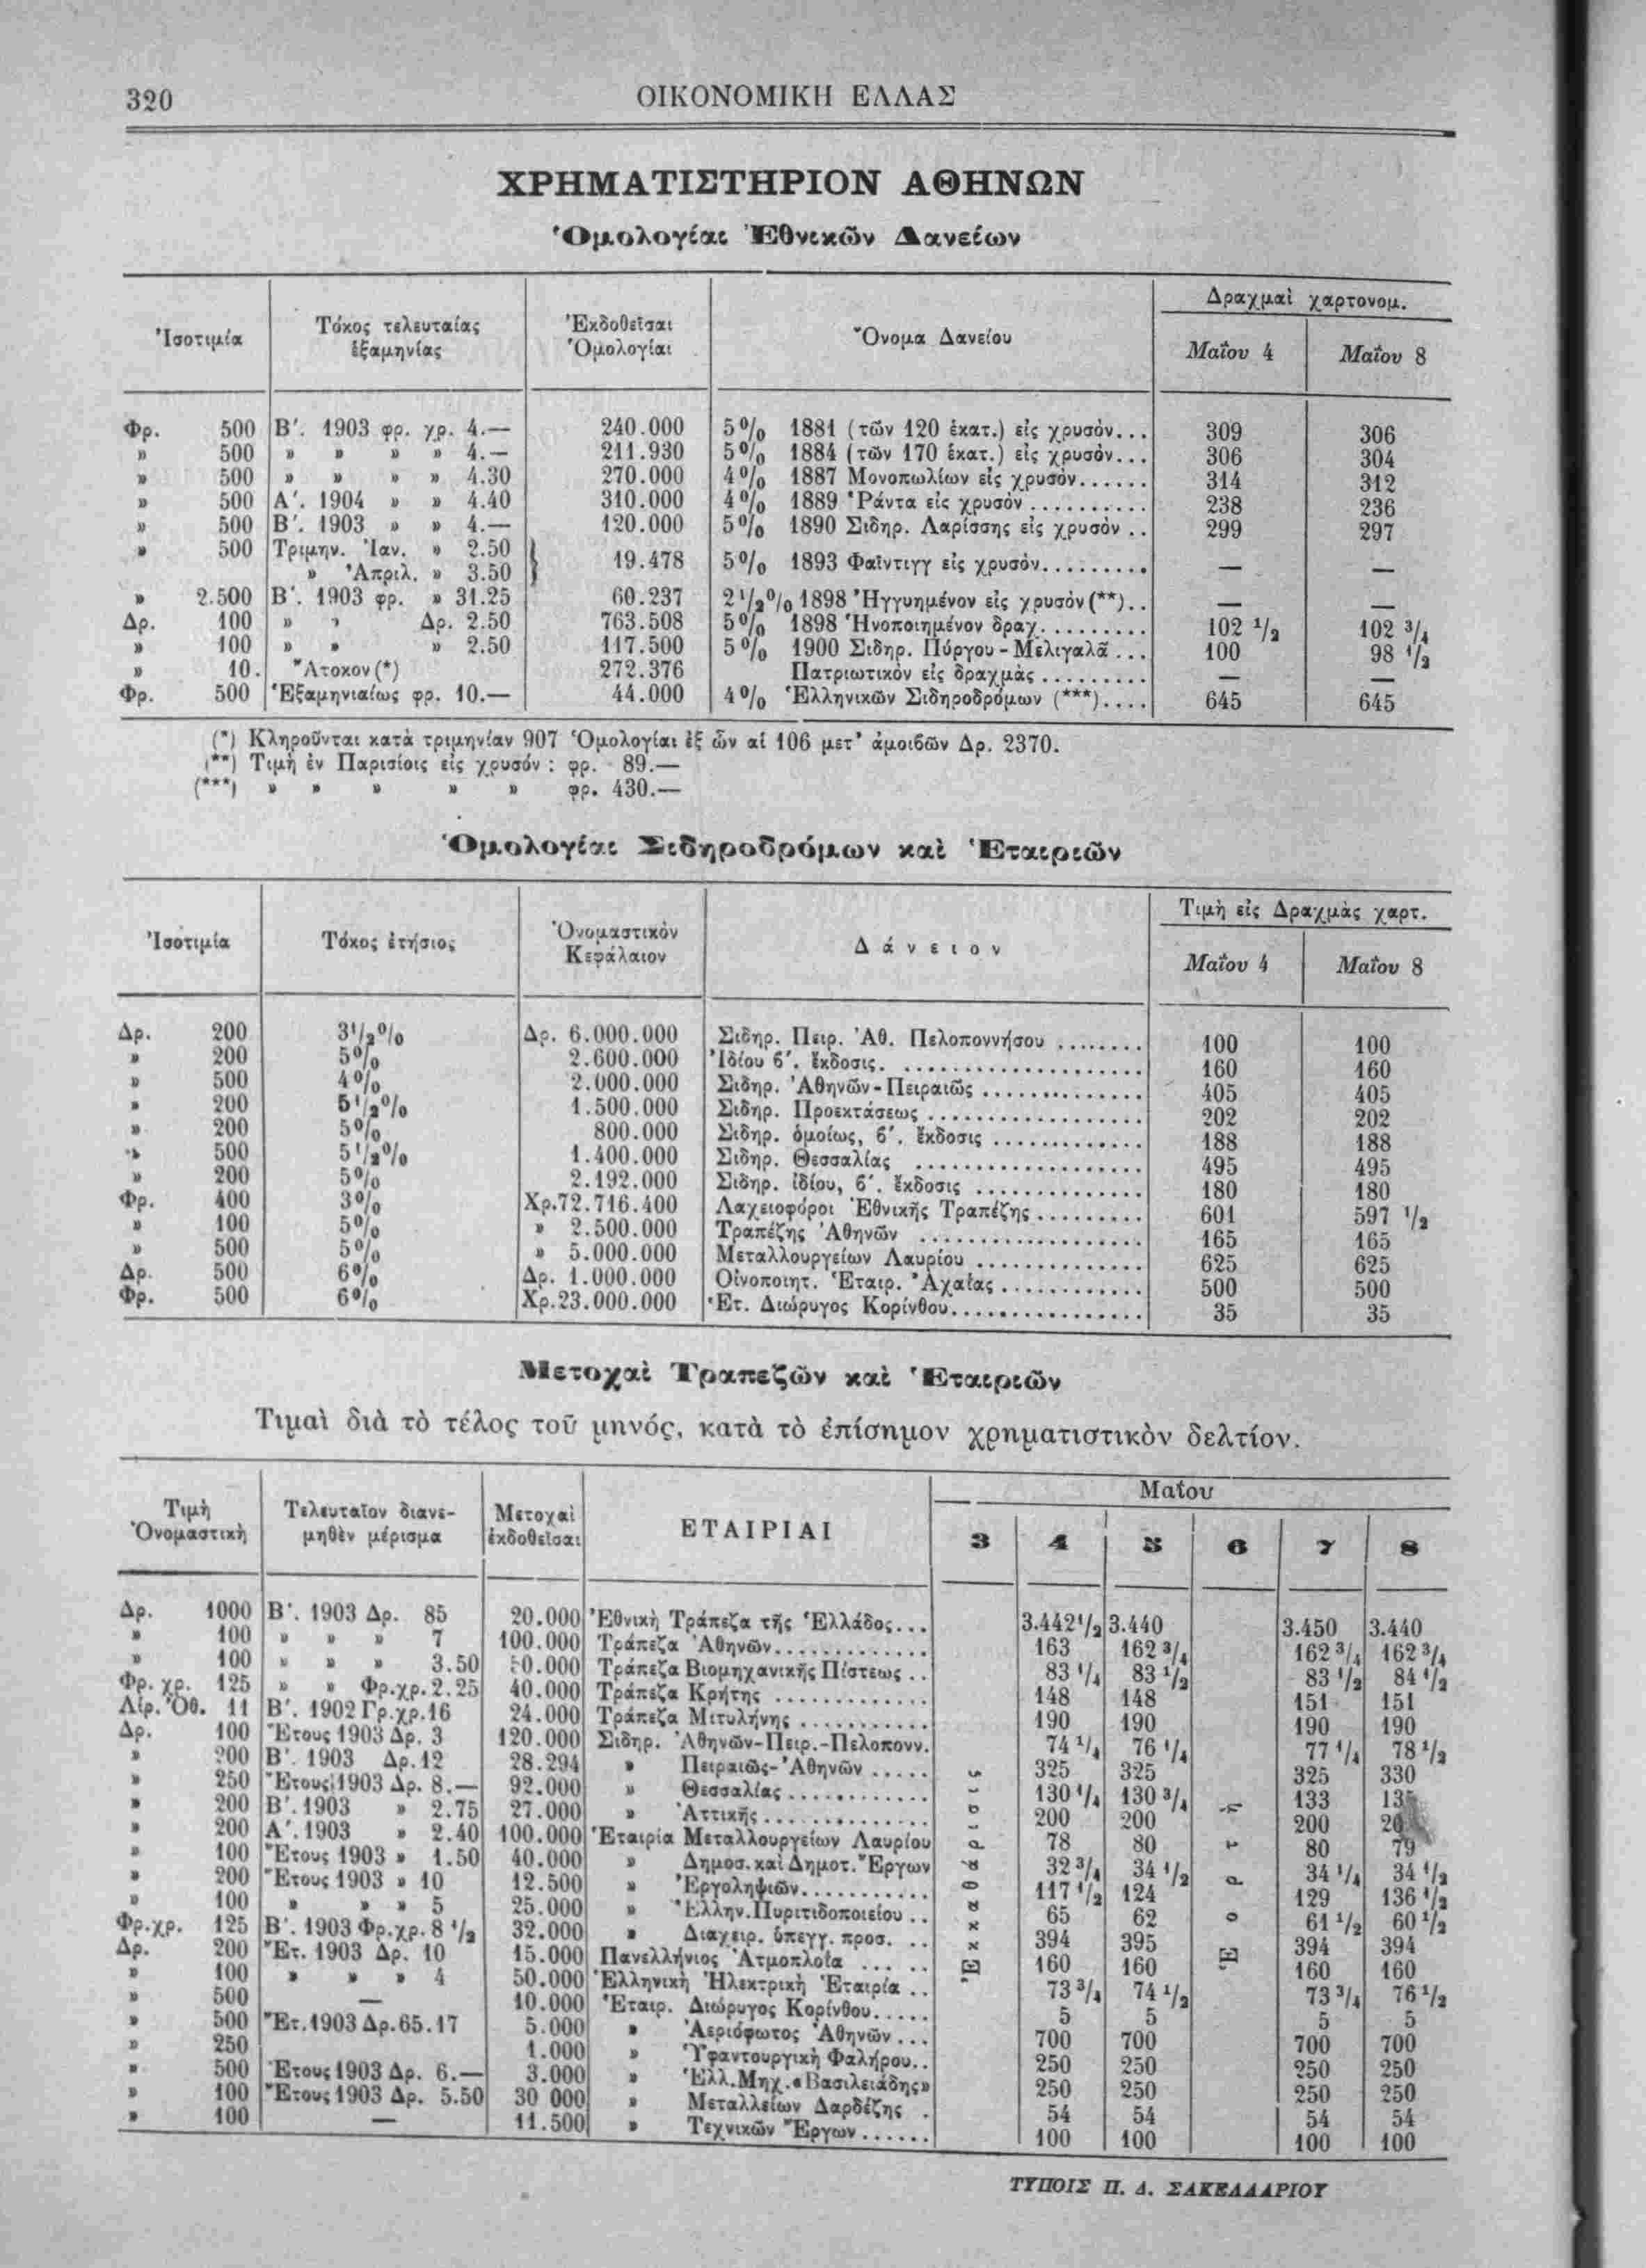 320
ΟΙΚΟΝΟΜΙΚΗ ΕΛΛΑΣ
ΧΡΗΜΑΤΙΣΤΗΡΙΟΝ ΑΘΗΝΩΝ
Ὁμολογίαι Ἐθνικῶν Δανείων
Ἰσοτιμία | Τόκος τελευταίας ἑξαμηνίας | Ἐκδοθεῖσαι Ὁμολογίαι | Ὄνομα Δανείου | Δραχμαὶ χαρτονομ. Μαΐου 4 | Μαΐου 8
Φρ. 500 Β΄. 1903 φρ. χρ. 4.— 240.000 5% 1881 (τῶν 120 ἑκατ.) εἰς χρυσόν... 309 306
» 500 » » » » 4.— 211.930 5% 1884 (τῶν 170 ἑκατ.) εἰς χρυσόν... 306 304
» 500 » » » » 4.30 270.000 4% 1887 Μονοπωλίων εἰς χρυσόν...... 314 312
» 500 Α΄. 1904 » » 4.40 310.000 4% 1889 Ῥάντα εἰς χρυσόν .......... 238 236
» 500 Β΄. 1903 » » 4.— 120.000 5% 1890 Σιδηρ. Λαρίσσης εἰς χρυσόν .. 299 297
» 500 Τριμην. Ἰαν. » 2.50
» Ἀπριλ. » 3.50 } 19.478 5% 1893 Φαΐντιγγ εἰς χρυσόν......... — —
» 2.500 Β΄. 1903 φρ. » 31.25 60.237 2 1/2% 1898 Ἠγγυημένον εἰς χρυσόν(**).. — —
Δρ. 100 » » Δρ. 2.50 763.508 5% 1898 Ἡνοποιημένον δραχ......... 102 1/2 102 3/4
» 100 » » » 2.50 117.500 5% 1900 Σιδηρ. Πύργου-Μελιγαλᾶ ... 100 98 1/2
» 10. Ἄτοκον(*) 272.376 Πατριωτικὸν εἰς δραχμάς ......... — —
Φρ. 500 Ἑξαμηνιαίως φρ. 10.— 44.000 4% Ἑλληνικῶν Σιδηροδρόμων (***).... 645 645
(*) Κληροῦνται κατὰ τριμηνίαν 907 Ὁμολογίαι ἐξ ὧν αἱ 106 μετ' ἀμοιβῶν Δρ. 2370.
(**) Τιμὴ ἐν Παρισίοις εἰς χρυσόν : φρ. 89.—
(***) » » » » » φρ. 430.—
Ὁμολογίαι Σιδηροδρόμων καὶ Ἑταιριῶν
Ἰσοτιμία | Τόκος ἐτήσιος | Ὀνομαστικὸν Κεφάλαιον | Δάνειον | Τιμὴ εἰς Δραχμὰς χαρτ. Μαΐου 4 | Μαΐου 8
Δρ. 200 3 1/2% Δρ. 6.000.000 Σιδηρ. Πειρ. Ἀθ. Πελοποννήσου ........ 100 100
» 200 5% 2.600.000 Ἰδίου β΄. ἔκδοσις. .................... 160 160
» 500 4% 2.000.000 Σιδηρ. Ἀθηνῶν-Πειραιῶς .............. 405 405
» 200 5 1/2% 1.500.000 Σιδηρ. Προεκτάσεως .................. 202 202
» 200 5% 800.000 Σιδηρ. ὁμοίως, β΄. ἔκδοσις ............. 188 188
» 500 5 1/2% 1.400.000 Σιδηρ. Θεσσαλίας ................... 495 495
» 200 5% 2.192.000 Σιδηρ. ἰδίου, β΄. ἔκδοσις .............. 180 180
Φρ. 400 3% Χρ.72.716.400 Λαχειοφόροι Ἐθνικῆς Τραπέζης ......... 601 597 1/2
» 100 5% » 2.500.000 Τραπέζης Ἀθηνῶν ................... 165 165
» 500 5% » 5.000.000 Μεταλλουργείων Λαυρίου .............. 625 625
Δρ. 500 6% Δρ. 1.000.000 Οἰνοποιητ. Ἑταιρ. Ἀχαΐας ............ 500 500
Φρ. 500 6% Χρ.23.000.000 Ἑτ. Διώρυγος Κορίνθου................ 35 35
Μετοχαὶ Τραπεζῶν καὶ Ἑταιριῶν
Τιμαὶ διὰ τὸ τέλος τοῦ μηνός, κατὰ τὸ ἐπίσημον χρηματιστικὸν δελτίον.
Τιμὴ Ὀνομαστικὴ | Τελευταῖον διανεμηθὲν μέρισμα | Μετοχαὶ ἐκδοθεῖσαι | ΕΤΑΙΡΙΑΙ | Μαΐου 3 | 4 | 5 | 6 | 7 | 8
Δρ. 1000 Β΄. 1903 Δρ. 85 20.000 Ἐθνικὴ Τράπεζα τῆς Ἑλλάδος... 3.442 1/2 3.440 3.450 3.440
» 100 » » » 7 100.000 Τράπεζα Ἀθηνῶν............. 163 162 3/4 162 3/4 162 3/4
» 100 » » » 3.50 50.000 Τράπεζα Βιομηχανικῆς Πίστεως .. 83 1/4 83 1/2 83 1/2 84 1/2
Φρ. χρ. 125 » » Φρ.χρ.2.25 40.000 Τράπεζα Κρήτης ............. 148 148 151 151
Λίρ. Ὀθ. 11 Β΄. 1902 Γρ.χρ.16 24.000 Τράπεζα Μιτυλήνης ........... 190 190 190 190
Δρ. 100 Ἔτους 1903 Δρ. 3 120.000 Σιδηρ. Ἀθηνῶν-Πειρ.-Πελοπονν. 74 1/4 76 1/4 77 1/4 78 1/2
» 200 Β΄. 1903 Δρ.12 28.294 » Πειραιῶς-Ἀθηνῶν ..... 325 325 325 330
» 250 Ἔτους 1903 Δρ. 8.— 92.000 » Θεσσαλίας ............ 130 1/4 130 3/4 133
» 200 Β΄.1903 » 2.75 27.000 » Ἀττικῆς .............. 200 200 200
» 200 Α΄.1903 » 2.40 100.000 Ἑταιρία Μεταλλουργείων Λαυρίου 78 80 80 79
» 100 Ἔτους 1903 » 1.50 40.000 » Δημοσ. καὶ Δημοτ. Ἔργων 32 3/4 34 1/2 34 1/4 34 1/2
» 200 Ἔτους 1903 » 10 12.500 » Ἐργοληψιῶν........... 117 1/2 124 129 136 1/2
» 100 » » » 5 25.000 » Ἑλλην. Πυριτιδοποιείου .. 65 62 61 1/2 60 1/2
Φρ.χρ. 125 Β΄. 1903 Φρ.χρ. 8 1/2 32.000 » Διαχειρ. ὑπεγγ. προσ. .. 394 395 394 394
Δρ. 200 Ἔτ. 1903 Δρ. 10 15.000 Πανελλήνιος Ἀτμοπλοΐα ... .. 160 160 160 160
» 100 » » » 4 50.000 Ἑλληνικὴ Ἠλεκτρικὴ Ἑταιρία .. 73 3/4 74 1/2 73 3/4 76 1/2
» 500 — 10.000 Ἑταιρ. Διώρυγος Κορίνθου..... 5 5 5 5
» 500 Ἔτ.1903 Δρ.65.17 5.000 » Ἀεριόφωτος Ἀθηνῶν... 700 700 700 700
» 250 1.000 » Ὑφαντουργικὴ Φαλήρου.. 250 250 250 250
» 500 Ἔτους 1903 Δρ. 6.— 3.000 » Ἑλλ. Μηχ. «Βασιλειάδης» 250 250 250 250
» 100 Ἔτους 1903 Δρ. 5.50 30 000 » Μεταλλείων Δαρδέζης . 54 54 54 54
» 100 — 11.500 » Τεχνικῶν Ἔργων ...... 100 100 100 100
Ἐκκαθάρισις
Ἑορτή
ΤΥΠΟΙΣ Π. Δ. ΣΑΚΕΛΛΑΡΙΟΥ